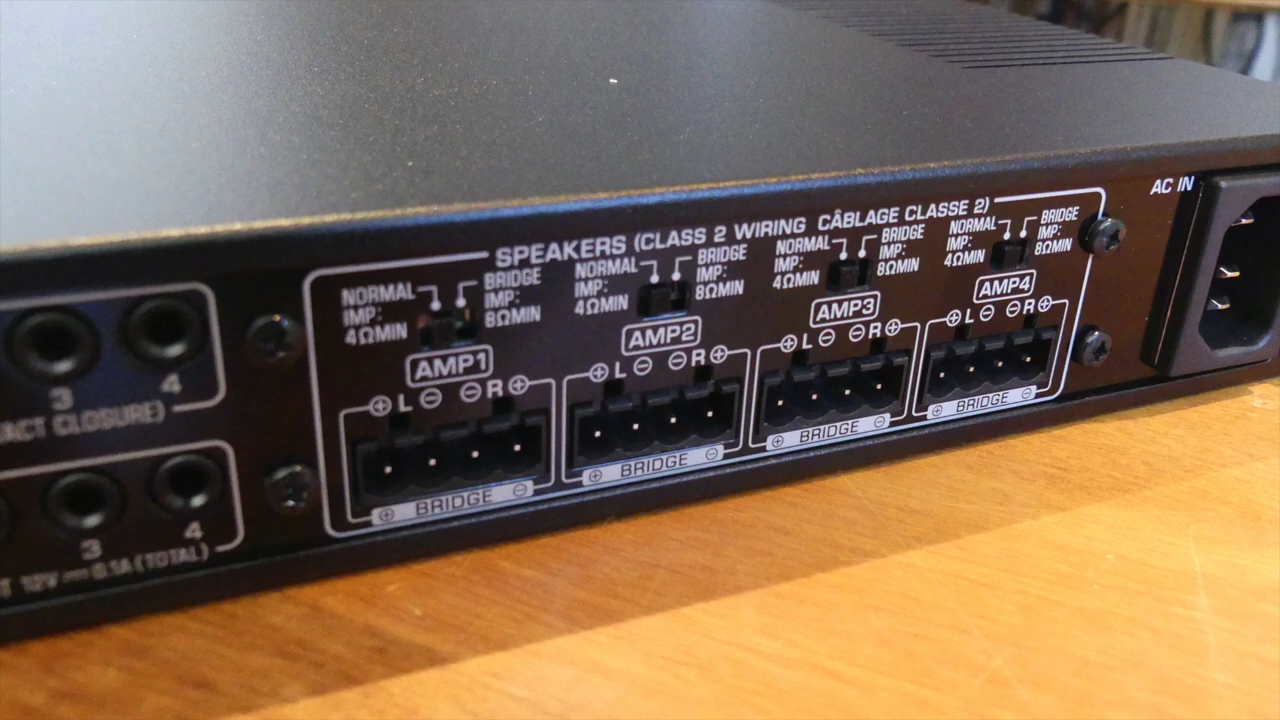 SPEAKERS (CLASS 2 WIRING CÂBLAGE CLASSE 2)
AC IN
NORMAL
IMP:
4ΩMIN
BRIDGE
IMP:
8ΩMIN
AMP1
⊕ L ⊖ ⊖ R ⊕
⊕ BRIDGE ⊖
NORMAL
IMP:
4ΩMIN
BRIDGE
IMP:
8ΩMIN
AMP2
⊕ L ⊖ ⊖ R ⊕
⊕ BRIDGE ⊖
NORMAL
IMP:
4ΩMIN
BRIDGE
IMP:
8ΩMIN
AMP3
⊕ L ⊖ ⊖ R ⊕
⊕ BRIDGE ⊖
NORMAL
IMP:
4ΩMIN
BRIDGE
IMP:
8ΩMIN
AMP4
⊕ L ⊖ ⊖ R ⊕
⊕ BRIDGE ⊖
3 4
CLOSURE)
3 4
12V 0.1A (TOTAL)